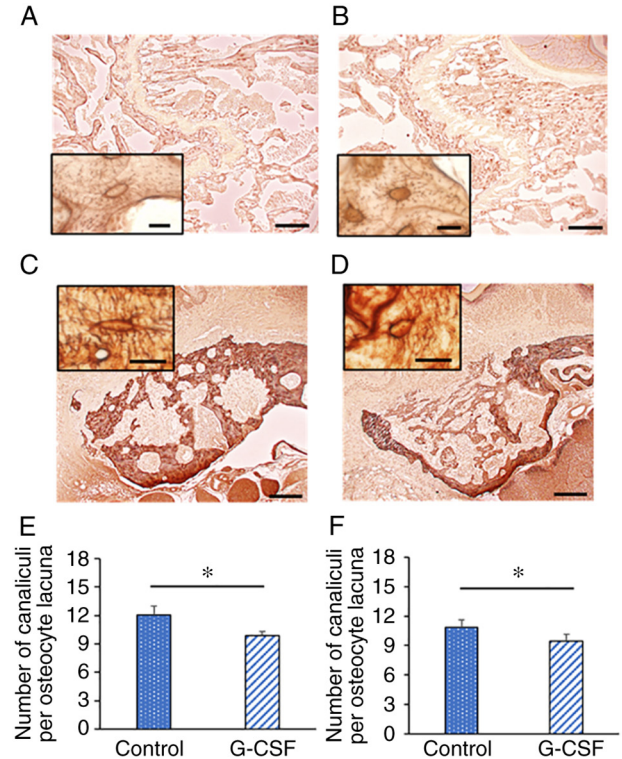 A
B
C
D
E
F
Number of canaliculi
per osteocyte lacuna
18
15
12
9
6
3
0
*
Control
G-CSF
Number of canaliculi
per osteocyte lacuna
18
15
12
9
6
3
0
*
Control
G-CSF